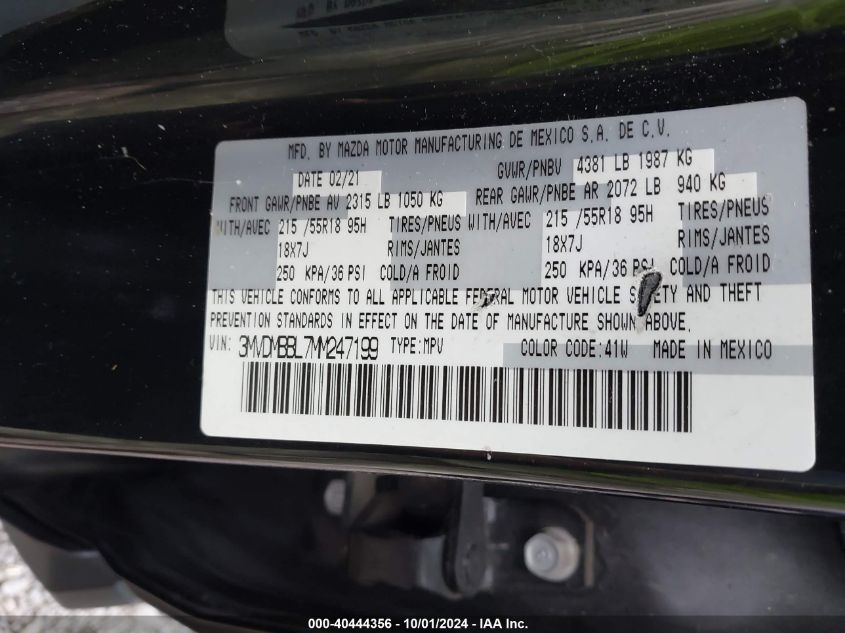 MFD. BY MAZDA MOTOR MANUFACTURING DE MEXICO S.A. DE C.V.
DATE 02/21 GVWR/PNBV 4381 LB 1987 KG
FRONT GAWR/PNBE AV 2315 LB 1050 KG REAR GAWR/PNBE AR 2072 LB 940 KG
WITH/AVEC 215 /55R18 95H TIRES/PNEUS WITH/AVEC 215 /55R18 95H TIRES/PNEUS
18X7J RIMS/JANTES 18X7J RIMS/JANTES
250 KPA/36 PSI COLD/A FROID 250 KPA/36 PSI COLD/A FROID
THIS VEHICLE CONFORMS TO ALL APPLICABLE FEDERAL MOTOR VEHICLE SAFETY AND THEFT
PREVENTION STANDARDS IN EFFECT ON THE DATE OF MANUFACTURE SHOWN ABOVE.
VIN: 3MVDMBBL7MM247199 TYPE:MPV COLOR CODE:41W MADE IN MEXICO
000-40444356 - 10/01/2024 - IAA Inc.